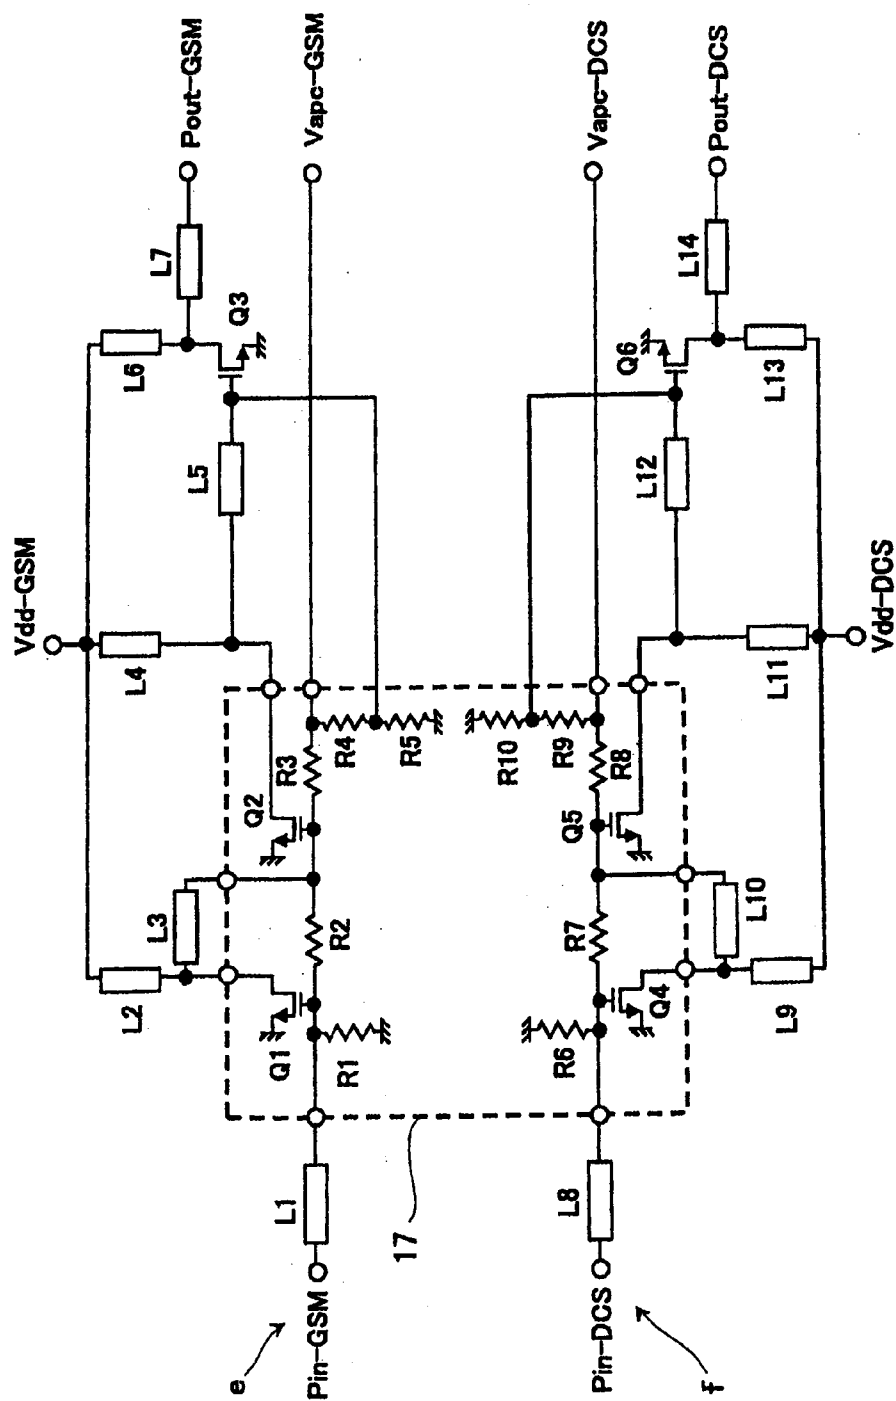 e
Pin-GSM
L1
17
Q1
R1
L2
L3
R2
Q2
R3
R4
R5
L4
Vdd-GSM
L5
L6
Q3
L7
Pout-GSM
Vapc-GSM
f
Pin-DCS
L8
R6
Q4
L9
L10
R7
Q5
R8
R9
R10
L11
Vdd-DCS
L12
Q6
L13
L14
Vapc-DCS
Pout-DCS